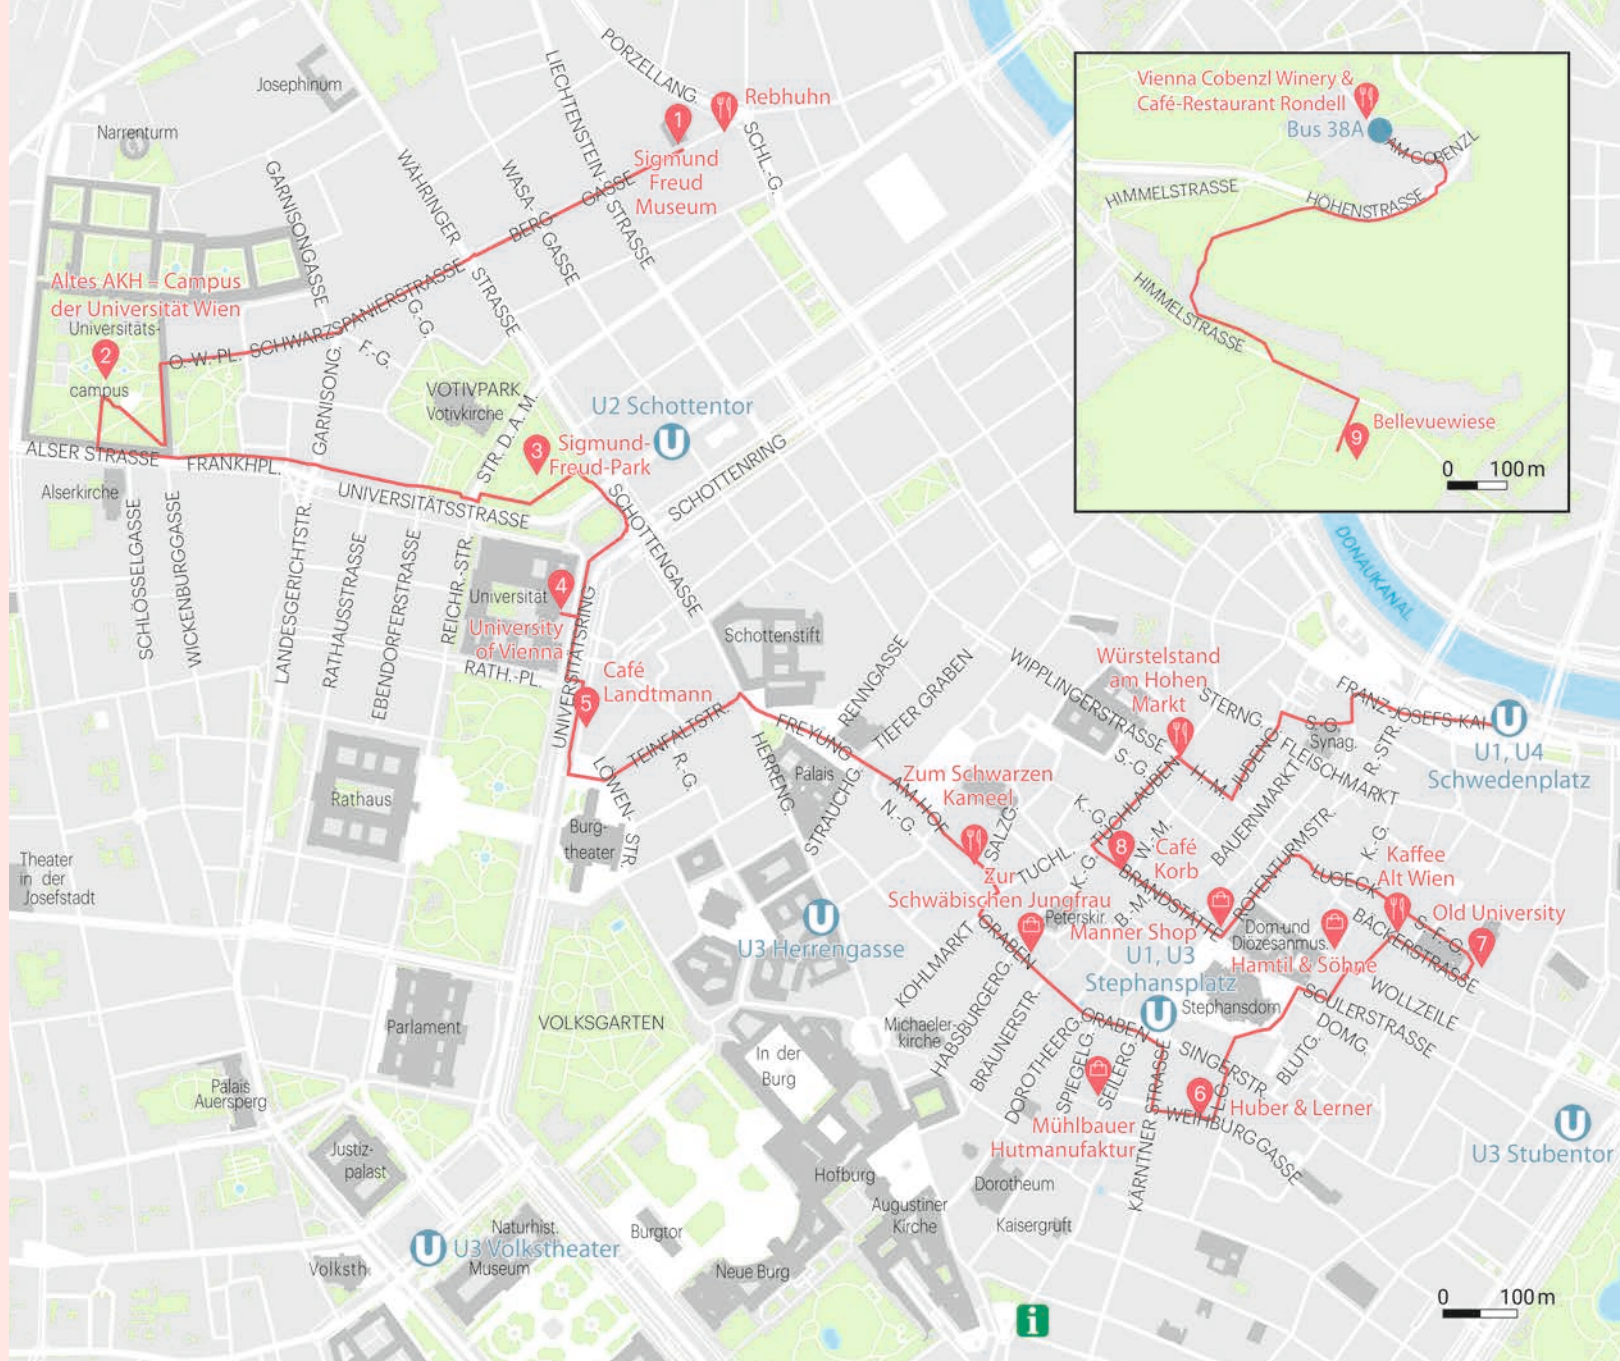 PORZELLANG.
LIECHTENSTEIN-
STRASSE
Josephinum
Narrenturm
1
Rebhuhn
Sigmund
Freud
Museum
SCHL.-G.
GARNISONGASSE
WÄHRINGER
STRASSE
WASA-
GASSE
BERG-
GASSE
Altes AKH – Campus
der Universität Wien
Universitäts-
campus
2
O.-W.-PL.
SCHWARZSPANIERSTRASSE
G.-G.
F.-G.
GARNISONG.
VOTIVPARK
Votivkirche
STR. D. A. M.
U2 Schottentor
U
3
Sigmund-
Freud-Park
SCHOTTENRING
ALSER STRASSE
FRANKHPL.
Alserkirche
UNIVERSITÄTSSTRASSE
SCHOTTENGASSE
SCHLÖSSELGASSE
WICKENBURGGASSE
LANDESGERICHTSTR.
RATHAUSSTRASSE
EBENDORFERSTRASSE
REICHR.-STR.
Universität
4
University
of Vienna
RATH.-PL.
UNIVERSITÄTSRING
Café
Landtmann
5
Schottenstift
TEINFALTSTR.
LÖWEN-
STR.
R.-G.
FREYUNG
HERRENG.
RENNGASSE
TIEFER GRABEN
Palais
STRAUCHG.
AM HOF
N.-G.
Rathaus
Burg-
theater
Theater
in der
Josefstadt
Vienna Cobenzl Winery &
Café-Restaurant Rondell
Bus 38A
AM COBENZL
HIMMELSTRASSE
HÖHENSTRASSE
HIMMELSTRASSE
Bellevuewiese
9
0 100 m
DONAUKANAL
WIPPLINGERSTRASSE
Würstelstand
am Hohen
Markt
STERNG.
FRANZ-JOSEFS-KAI
U
U1, U4
Schwedenplatz
S.-G.
Synag.
R.-STR.
FLEISCHMARKT
JUDENG.
H. M.
S.-G.
TUCHLAUBEN
K.-G.
BAUERNMARKT
Zum Schwarzen
Kameel
SALZG.
TUCHL.
K.-G.
W.-M.
8
Café
Korb
BRANDSTÄTTE
B.-M.
ROTENTURMSTR.
LUGECK
K.-G.
Kaffee
Alt Wien
S.-I.-G.
BÄCKERSTRASSE
Old University
7
Zur
Schwäbischen Jungfrau
Peterskir.
Manner Shop
Dom-und
Diözesanmus.
Hamtil & Söhne
U
U3 Herrengasse
KOHLMARKT
GRABEN
U1, U3
Stephansplatz
U
Stephansdom
WOLLZEILE
SCULERSTRASSE
DOMG.
BLUTG.
HABSBURGERG.
BRÄUNERSTR.
DOROTHEERG.
GRABEN
SPIEGELG.
SEILERG.
SINGERSTR.
L.G.
6
Huber & Lerner
WEIHBURGGASSE
KÄRNTNER STRASSE
Mühlbauer
Hutmanufaktur
Michaeler-
kirche
VOLKSGARTEN
Parlament
In der
Burg
Palais
Auersperg
Justiz-
palast
Hofburg
Augustiner
Kirche
Dorotheum
Kaisergruft
U
U3 Stubentor
U
U3 Volkstheater
Naturhist.
Museum
Burgtor
Neue Burg
Volksth.
i
0 100 m